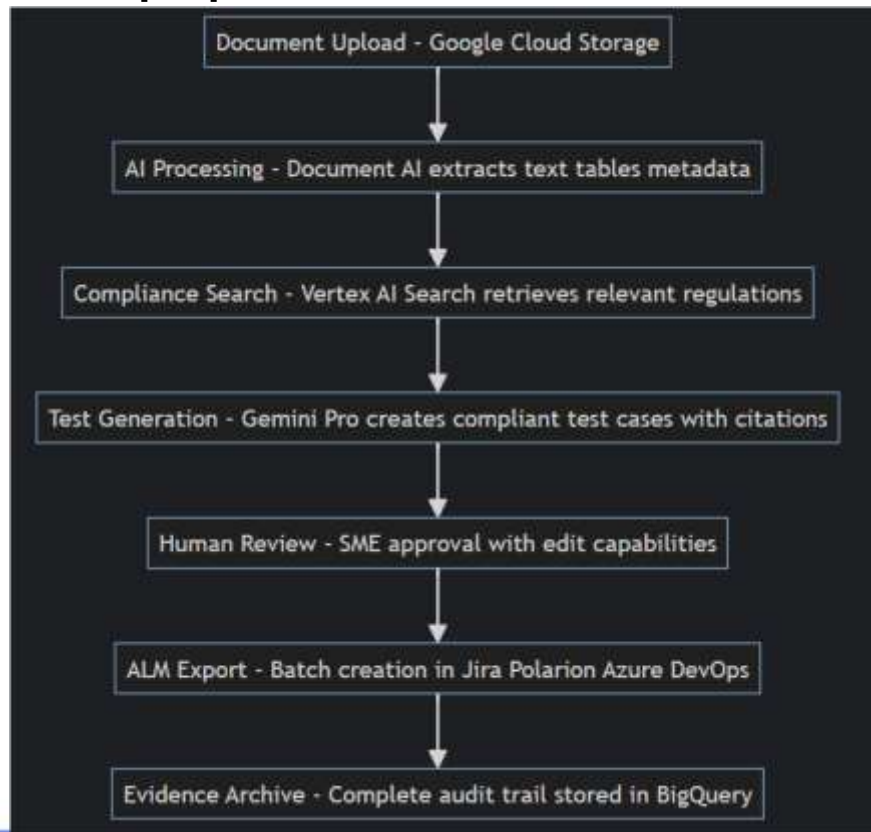 Document Upload - Google Cloud Storage
AI Processing - Document AI extracts text tables metadata
Compliance Search - Vertex AI Search retrieves relevant regulations
Test Generation - Gemini Pro creates compliant test cases with citations
Human Review - SME approval with edit capabilities
ALM Export - Batch creation in Jira Polarion Azure DevOps
Evidence Archive - Complete audit trail stored in BigQuery